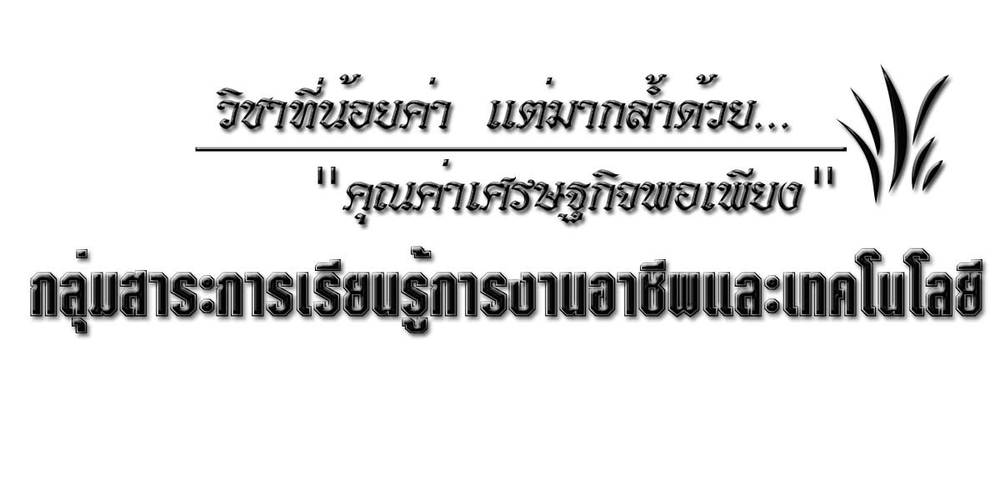 วิชาที่น้อยค่า แต่มากล้ำด้วย...
"คุณค่าเศรษฐกิจพอเพียง"
กลุ่มสาระการเรียนรู้การงานอาชีพและเทคโนโลยี